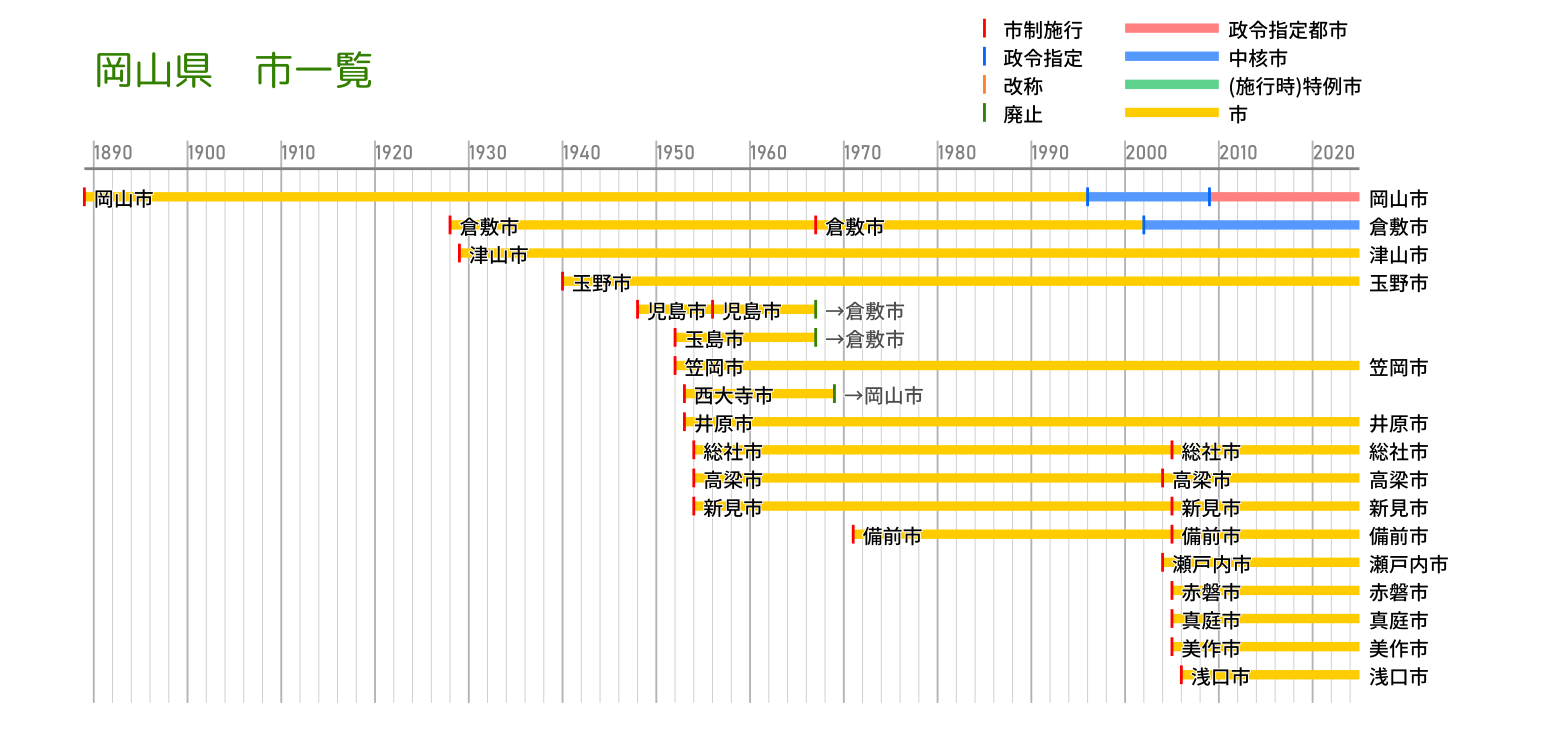 岡山県　市一覧
市制施行 政令指定都市
政令指定 中核市
改称 (施行時)特例市
廃止 市
1890 1900 1910 1920 1930 1940 1950 1960 1970 1980 1990 2000 2010 2020
岡山市 岡山市
倉敷市 倉敷市 倉敷市
津山市 津山市
玉野市 玉野市
児島市 児島市 →倉敷市
玉島市 →倉敷市
笠岡市 笠岡市
西大寺市 →岡山市
井原市 井原市
総社市 総社市 総社市
高梁市 高梁市 高梁市
新見市 新見市 新見市
備前市 備前市 備前市
瀬戸内市 瀬戸内市
赤磐市 赤磐市
真庭市 真庭市
美作市 美作市
浅口市 浅口市